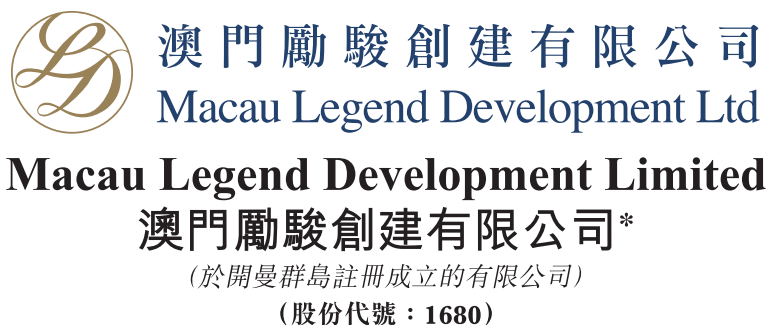 LD
澳門勵駿創建有限公司
Macau Legend Development Ltd
Macau Legend Development Limited
澳門勵駿創建有限公司*
(於開曼群島註冊成立的有限公司)
(股份代號：1680)